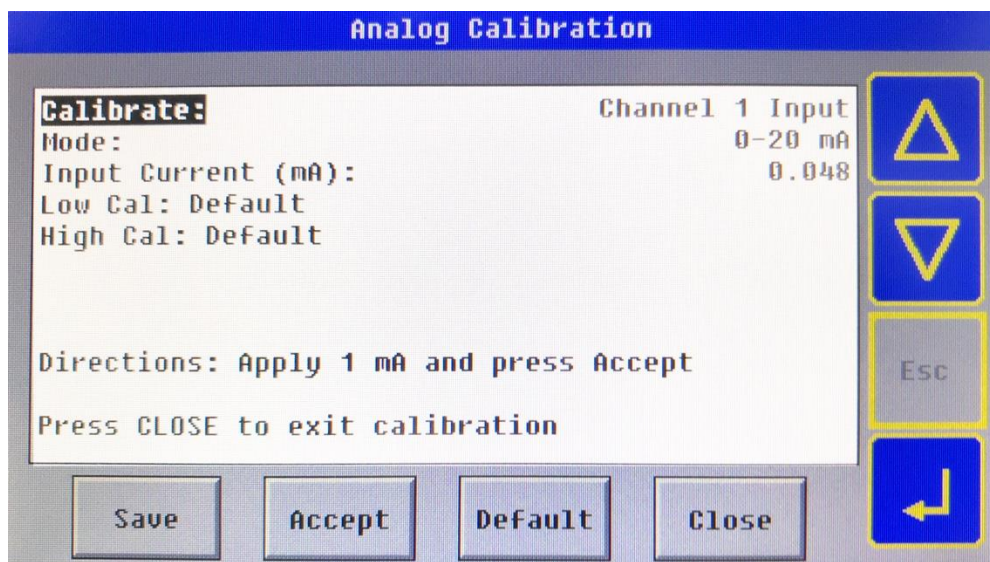 Analog Calibration
Calibrate: Channel 1 Input
Mode: 0-20 mA
Input Current (mA): 0.048
Low Cal: Default
High Cal: Default
Directions: Apply 1 mA and press Accept
Press CLOSE to exit calibration
Esc
Save Accept Default Close